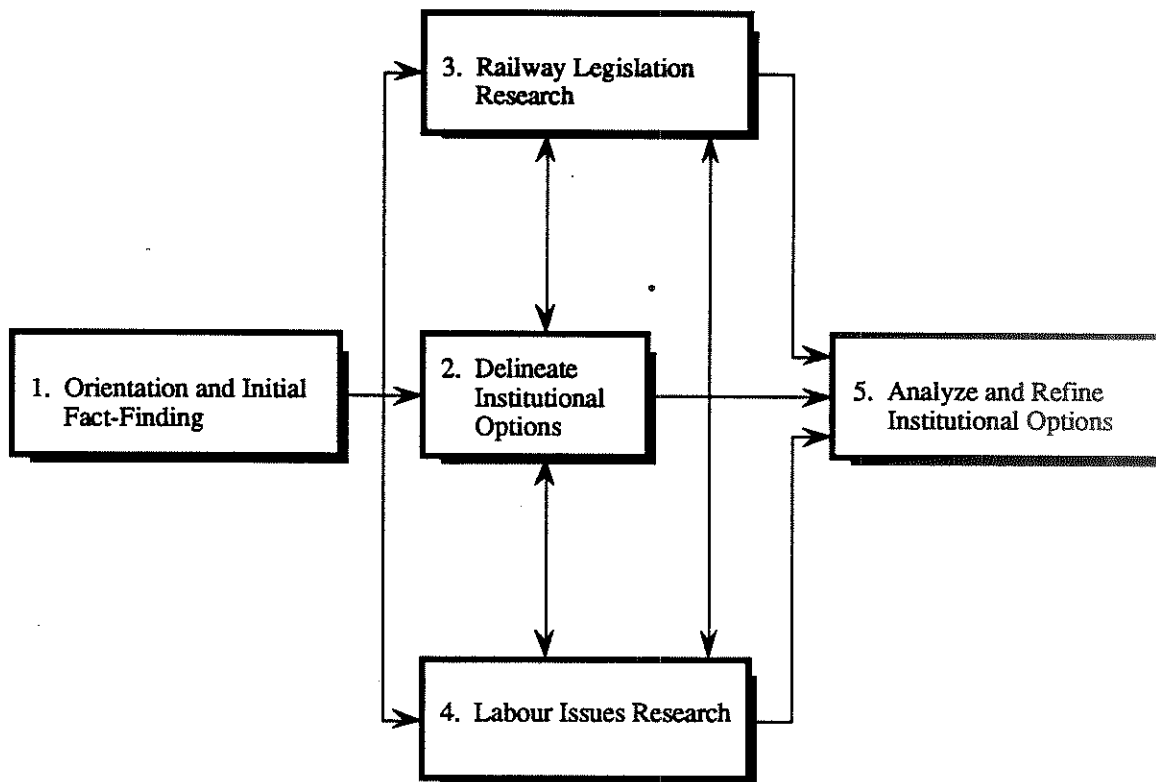 3. Railway Legislation
Research
1. Orientation and Initial
Fact-Finding
2. Delineate
Institutional
Options
5. Analyze and Refine
Institutional Options
4. Labour Issues Research